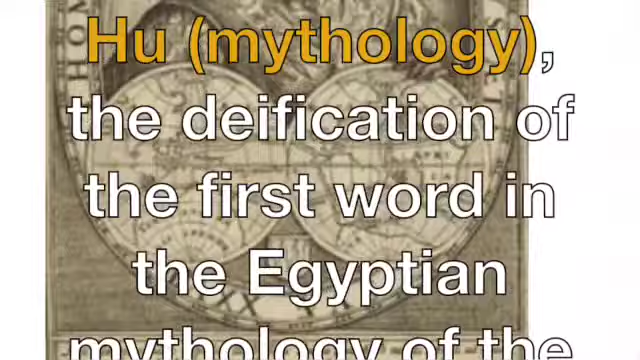 Hu (mythology),
the deification of
the first word in
the Egyptian
mythology of the